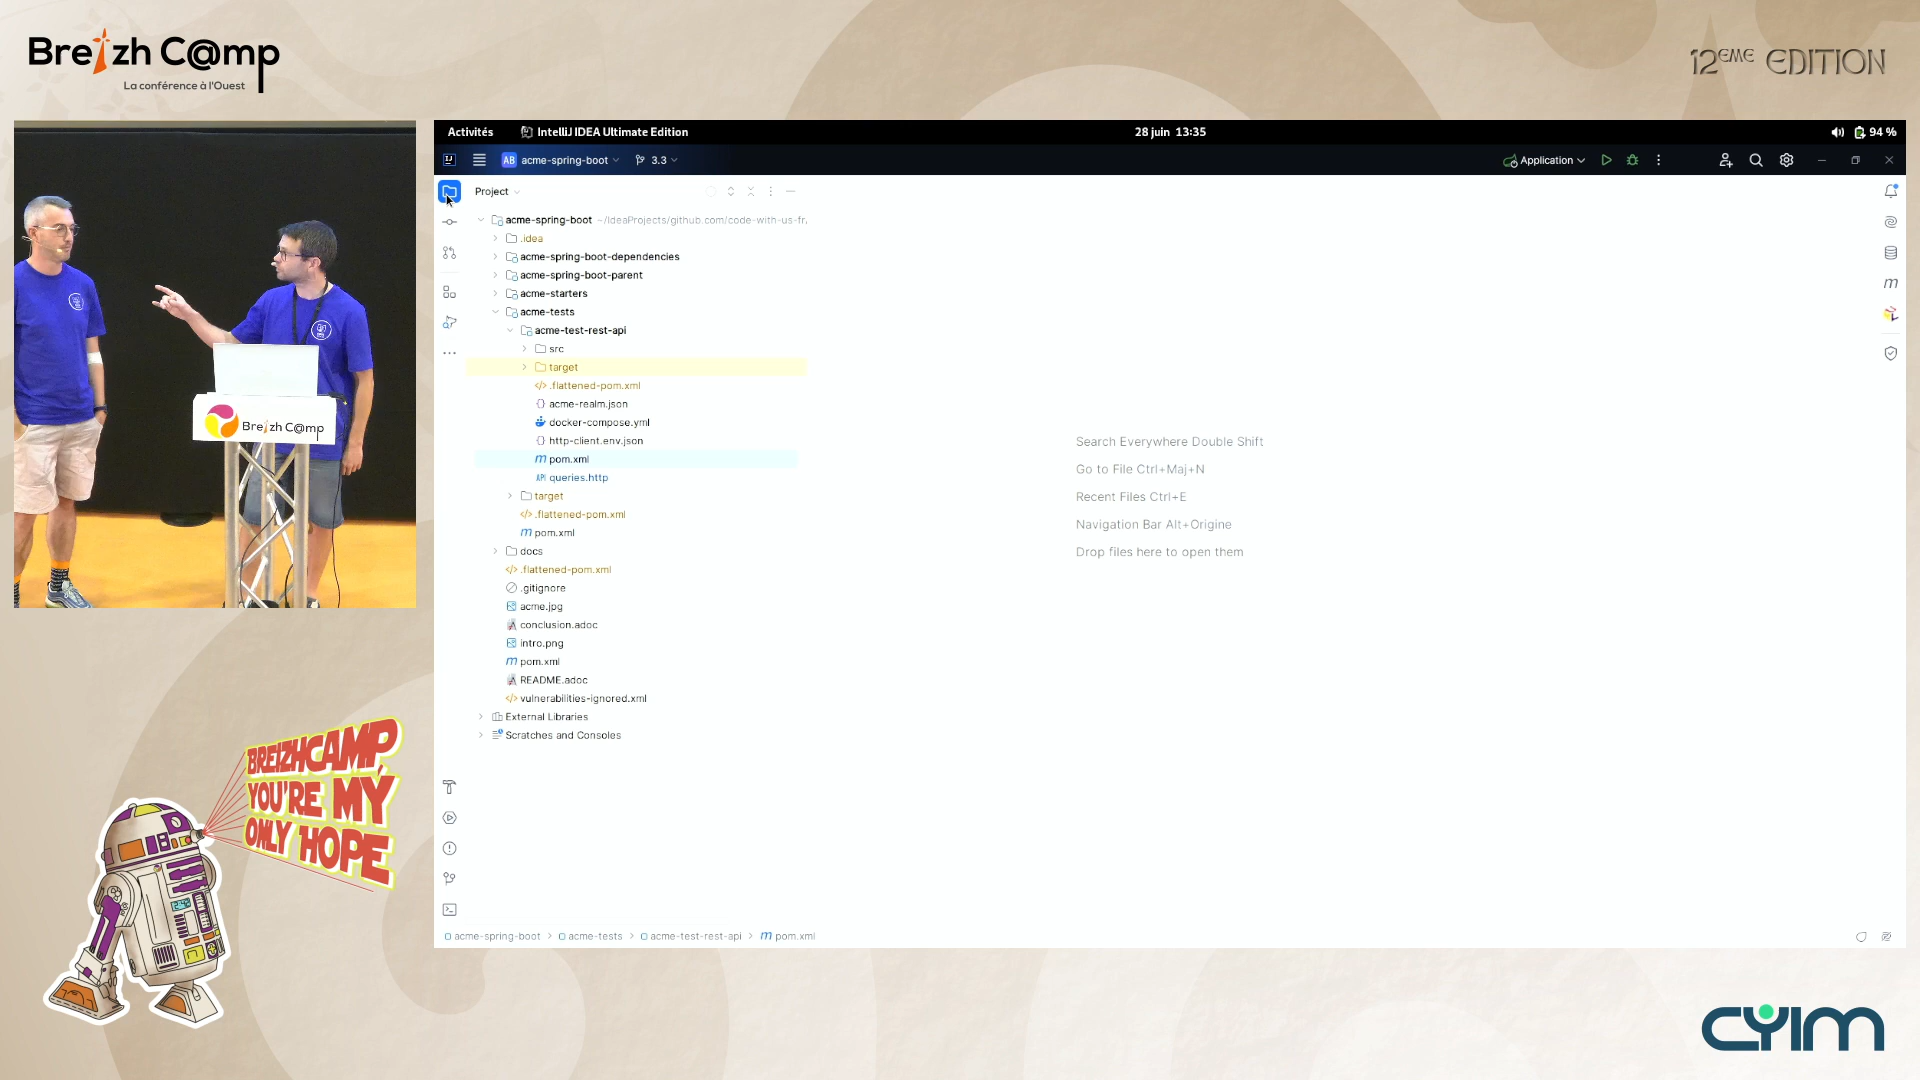 Breizh C@mp
La conférence à l'Ouest
12ÈME EDITION
Activités
IntelliJ IDEA Ultimate Edition
28 juin 13:35
94 %
AB acme-spring-boot
3.3
Application
Project
acme-spring-boot ~/IdeaProjects/github.com/code-with-us-fr.
.idea
acme-spring-boot-dependencies
acme-spring-boot-parent
acme-starters
acme-tests
acme-test-rest-api
src
target
.flattened-pom.xml
acme-realm.json
docker-compose.yml
http-client.env.json
pom.xml
queries.http
target
.flattened-pom.xml
pom.xml
docs
.flattened-pom.xml
.gitignore
acme.jpg
conclusion.adoc
intro.png
pom.xml
README.adoc
vulnerabilities-ignored.xml
External Libraries
Scratches and Consoles
Search Everywhere Double Shift
Go to File Ctrl+Maj+N
Recent Files Ctrl+E
Navigation Bar Alt+Origine
Drop files here to open them
acme-spring-boot > acme-tests > acme-test-rest-api > pom.xml
Breizh C@mp
BREIZHCAMP,
YOU'RE MY
ONLY HOPE
CYIM